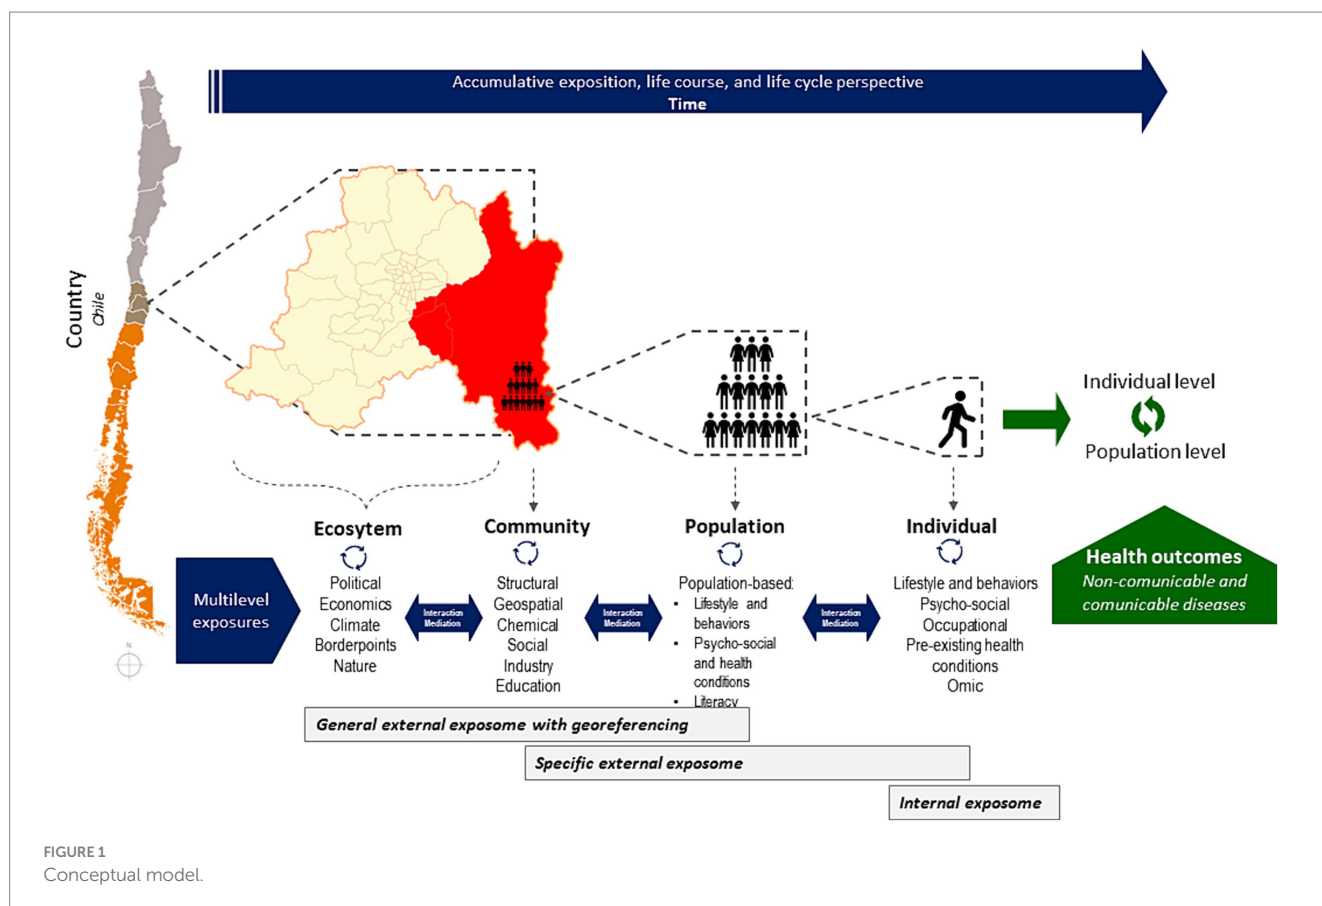 Accumulative exposition, life course, and life cycle perspective
Time
Country
Chile
Individual level
Population level
N
Multilevel
exposures
Ecosytem
Political
Economics
Climate
Borderpoints
Nature
Interaction
Mediation
Community
Structural
Geospatial
Chemical
Social
Industry
Education
Interaction
Mediation
Population
Population-based:
• Lifestyle and
behaviors
• Psycho-social
and health
conditions
• Literacy
Interaction
Mediation
Individual
Lifestyle and behaviors
Psycho-social
Occupational
Pre-existing health
conditions
Omic
Health outcomes
Non-comunicable and
comunicable diseases
General external exposome with georeferencing
Specific external exposome
Internal exposome
FIGURE 1
Conceptual model.